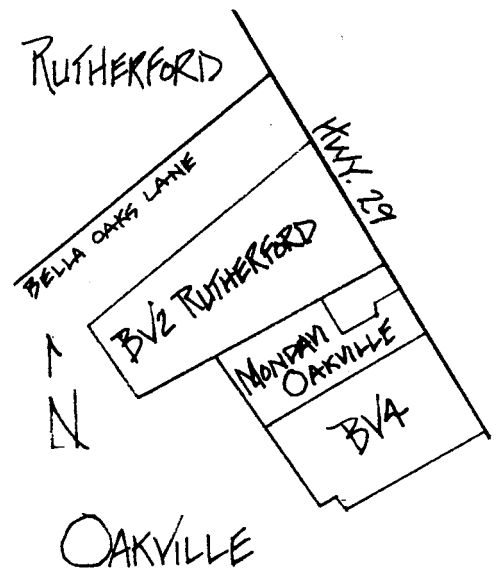 RUTHERFORD
HWY. 29
BELLA OAKS LANE
BV2 RUTHERFORD
MONDAVI
OAKVILLE
N
BV4
OAKVILLE